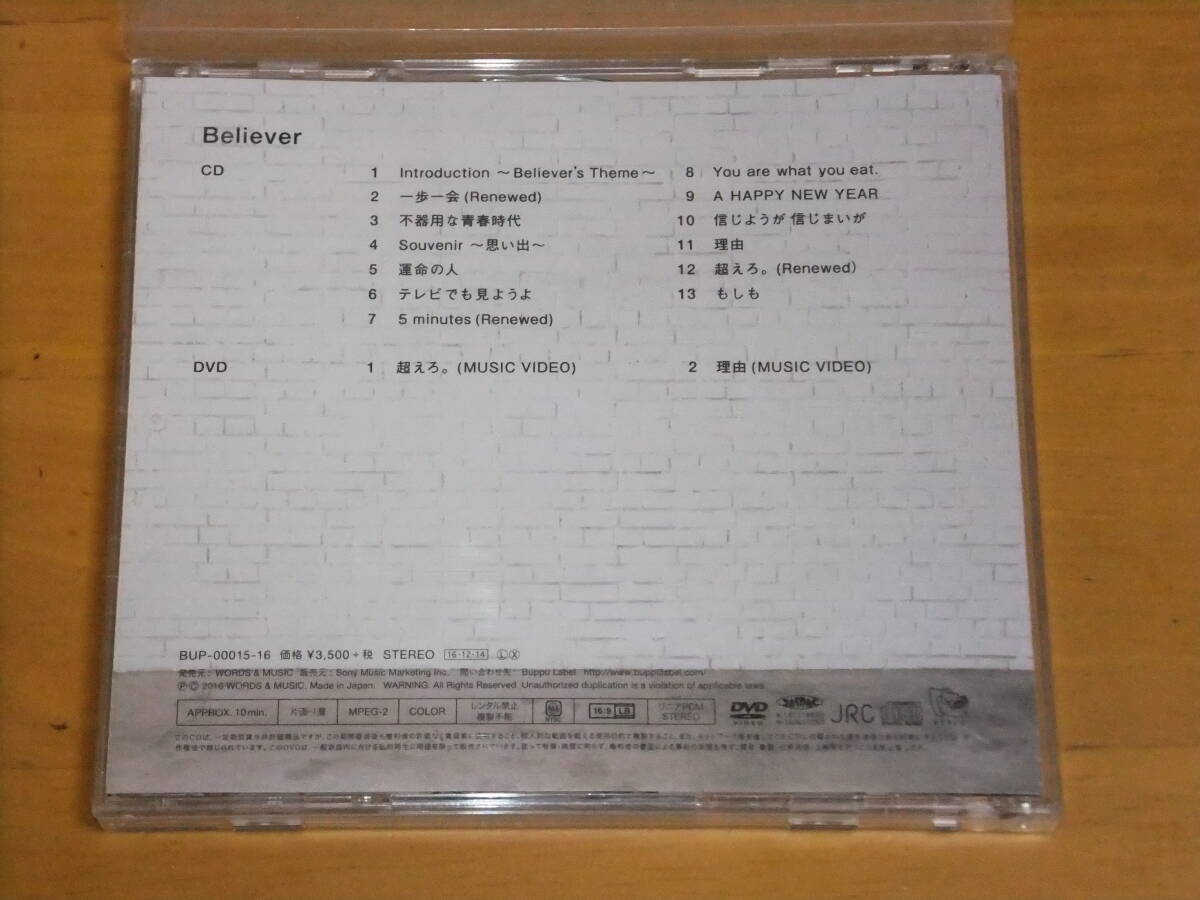 Believer
CD
1 Introduction ～Believer's Theme～
2 一歩一会 (Renewed)
3 不器用な青春時代
4 Souvenir ～思い出～
5 運命の人
6 テレビでも見ようよ
7 5 minutes (Renewed)
8 You are what you eat.
9 A HAPPY NEW YEAR
10 信じようが 信じまいが
11 理由
12 超えろ。(Renewed)
13 もしも
DVD
1 超えろ。(MUSIC VIDEO)
2 理由 (MUSIC VIDEO)
BUP-00015-16 価格 ¥3,500+税 STEREO 16・12・14 Ⓛ Ⓧ
発売元：WORDS & MUSIC 販売元：Sony Music Marketing Inc. 問い合わせ先：Buppu Label http://www.buppulabel.com/
Ⓟ Ⓒ 2016 WORDS & MUSIC. Made in Japan. WARNING: All Rights Reserved. Unauthorized duplication is a violation of applicable laws.
APPROX. 10min. 片面・1層 MPEG-2 COLOR レンタル禁止 複製不能 NTSC 16:9 LB リニアPCM STEREO DVD VIDEO JRC